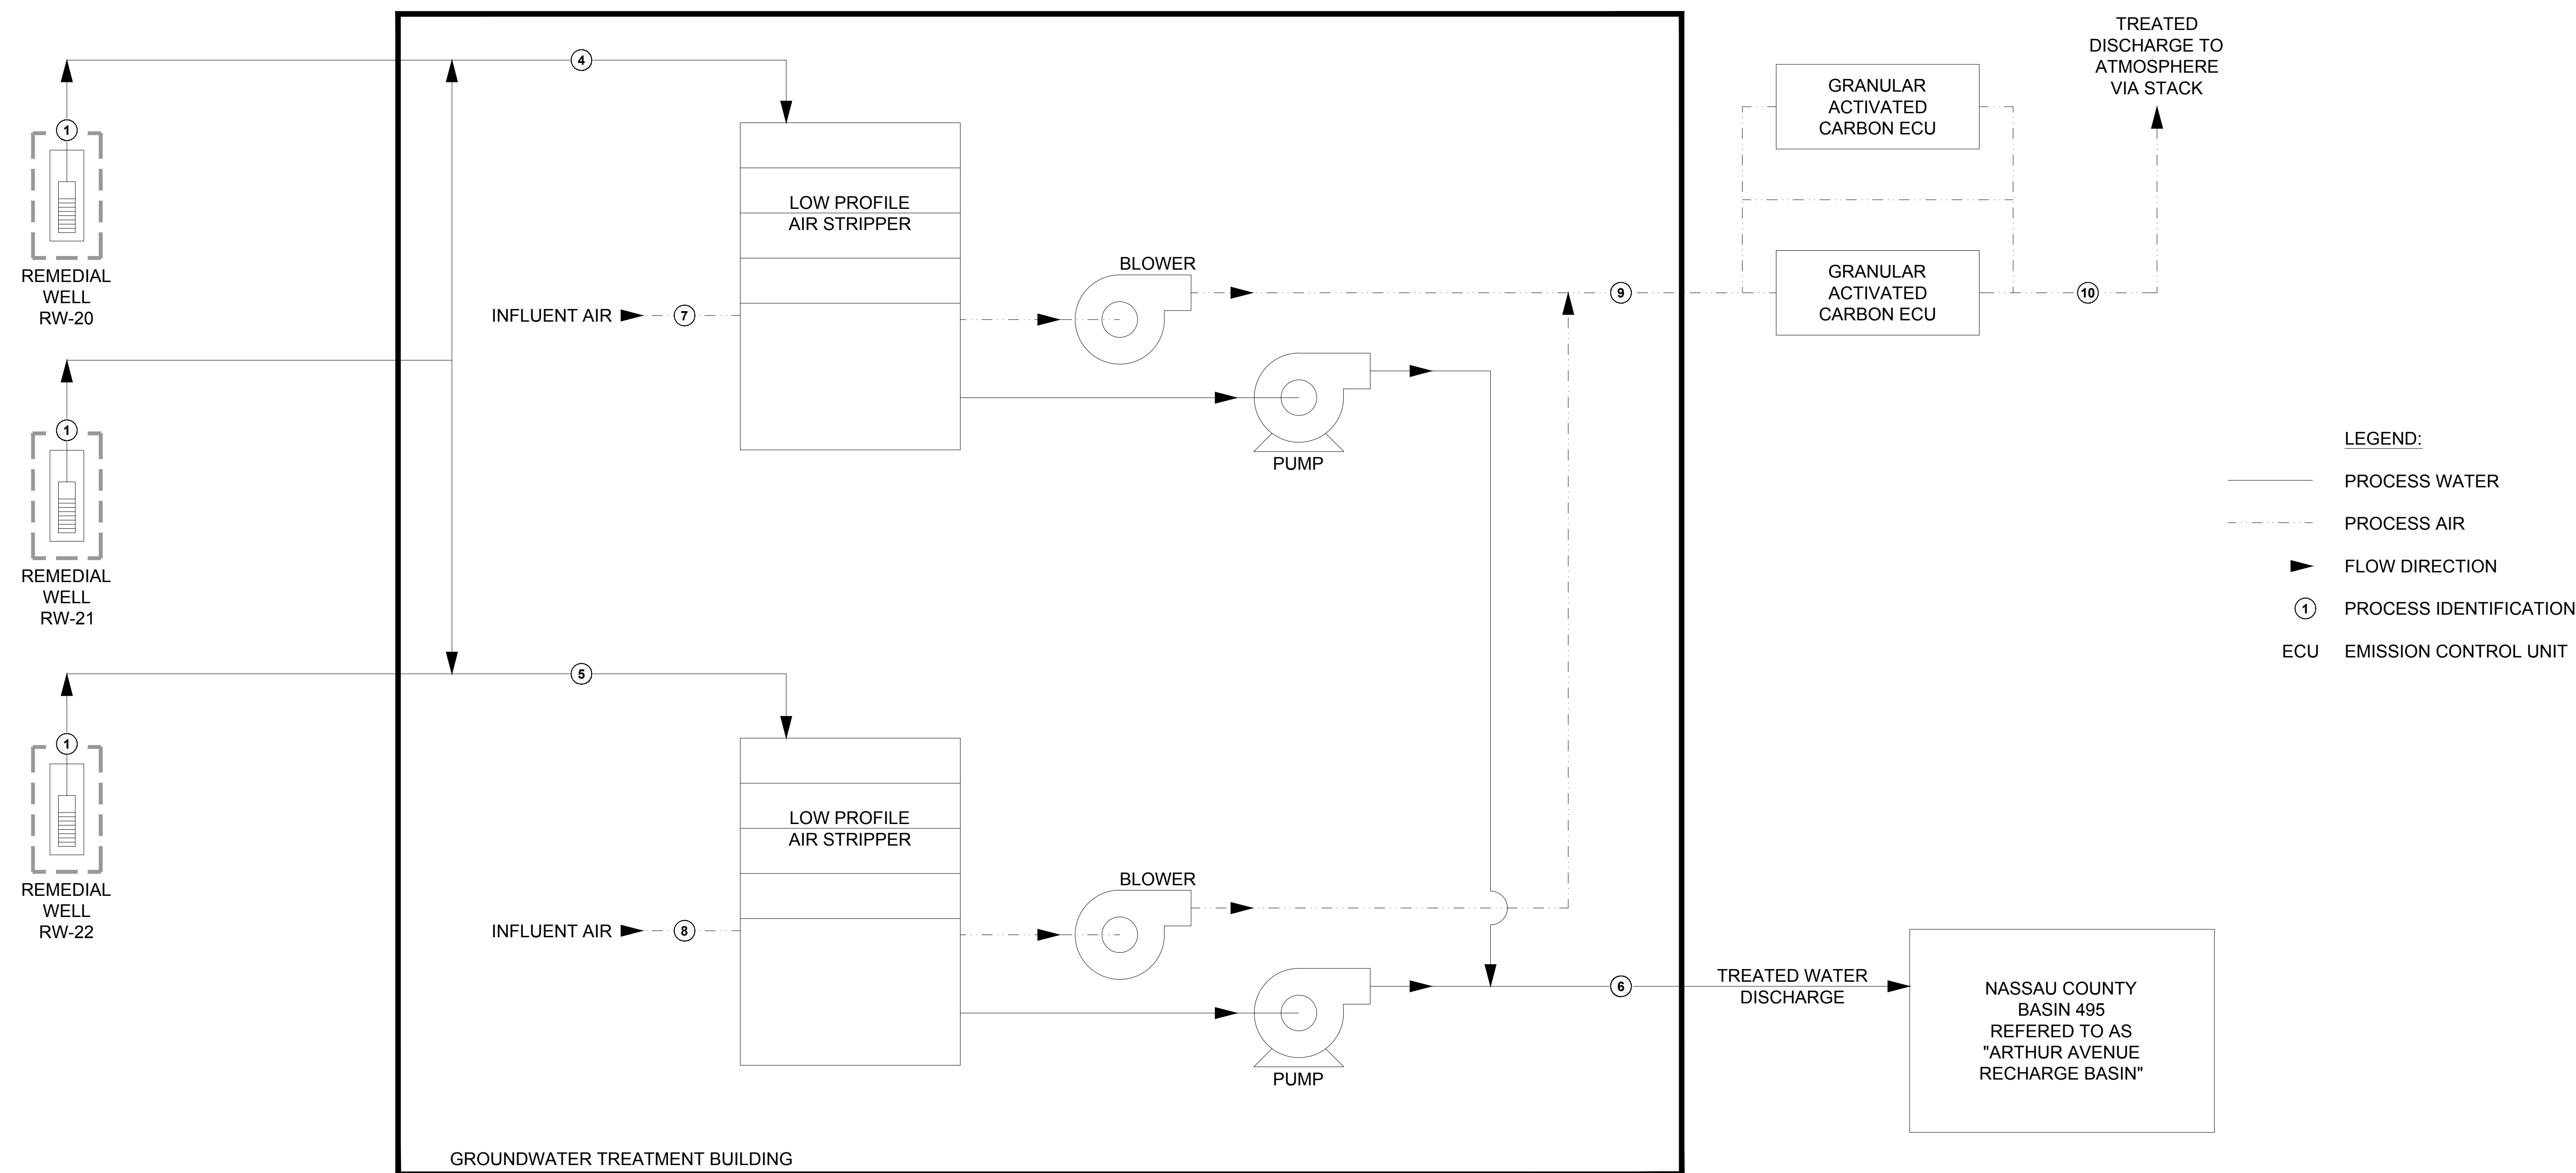 4
1
REMEDIAL
WELL
RW-20
1
REMEDIAL
WELL
RW-21
5
1
REMEDIAL
WELL
RW-22
LOW PROFILE
AIR STRIPPER
INFLUENT AIR
7
BLOWER
PUMP
LOW PROFILE
AIR STRIPPER
INFLUENT AIR
8
BLOWER
PUMP
GROUNDWATER TREATMENT BUILDING
9
GRANULAR
ACTIVATED
CARBON ECU
GRANULAR
ACTIVATED
CARBON ECU
10
TREATED
DISCHARGE TO
ATMOSPHERE
VIA STACK
6
TREATED WATER
DISCHARGE
NASSAU COUNTY
BASIN 495
REFERED TO AS
"ARTHUR AVENUE
RECHARGE BASIN"
LEGEND:
PROCESS WATER
PROCESS AIR
FLOW DIRECTION
1 PROCESS IDENTIFICATION
ECU EMISSION CONTROL UNIT